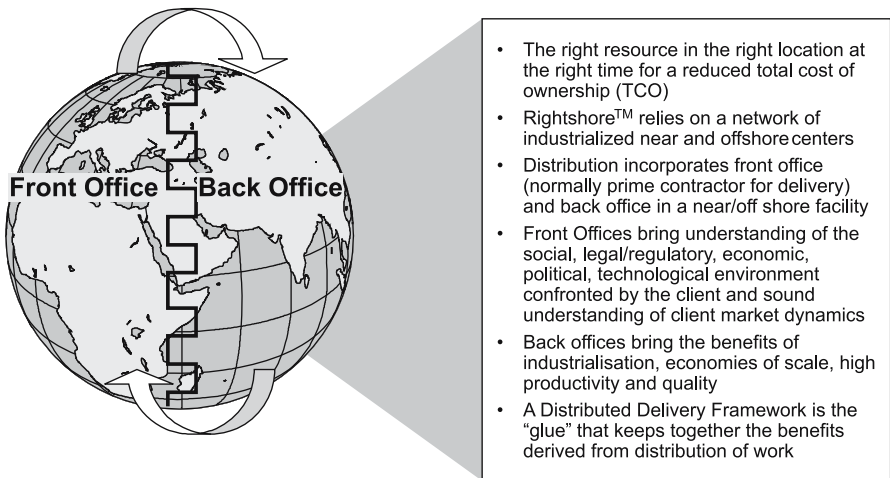 Front Office
Back Office
• The right resource in the right location at
the right time for a reduced total cost of
ownership (TCO)
• Rightshore™ relies on a network of
industrialized near and offshore centers
• Distribution incorporates front office
(normally prime contractor for delivery)
and back office in a near/off shore facility
• Front Offices bring understanding of the
social, legal/regulatory, economic,
political, technological environment
confronted by the client and sound
understanding of client market dynamics
• Back offices bring the benefits of
industrialisation, economies of scale, high
productivity and quality
• A Distributed Delivery Framework is the
“glue” that keeps together the benefits
derived from distribution of work